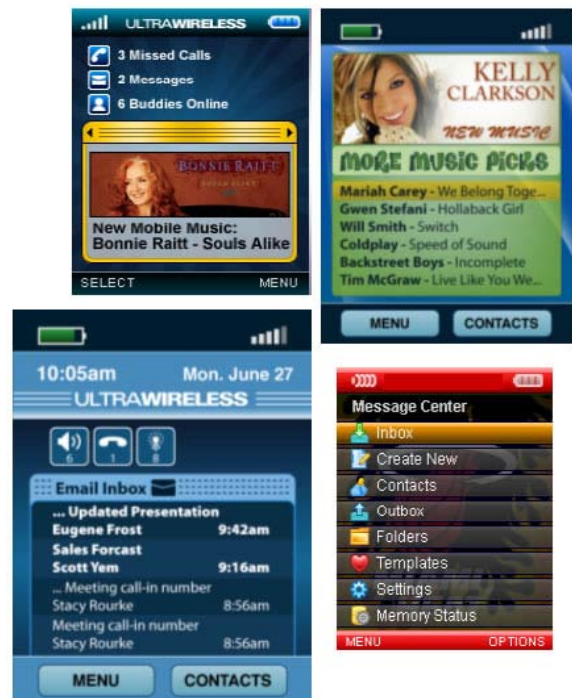 ULTRAWIRELESS
3 Missed Calls
2 Messages
6 Buddies Online
BONNIE RAITT
SOULS ALIKE
New Mobile Music:
Bonnie Raitt - Souls Alike
SELECT MENU
KELLY
CLARKSON
NEW MUSIC
MORE MUSIC PICKS
Mariah Carey - We Belong Toge...
Gwen Stefani - Hollaback Girl
Will Smith - Switch
Coldplay - Speed of Sound
Backstreet Boys - Incomplete
Tim McGraw - Live Like You We...
MENU CONTACTS
10:05am Mon. June 27
ULTRAWIRELESS
6 1 8
Email Inbox
... Updated Presentation
Eugene Frost 9:42am
Sales Forcast
Scott Yem 9:16am
... Meeting call-in number
Stacy Rourke 8:56am
Meeting call-in number
Stacy Rourke 8:56am
MENU CONTACTS
Message Center
Inbox
Create New
Contacts
Outbox
Folders
Templates
Settings
Memory Status
MENU OPTIONS